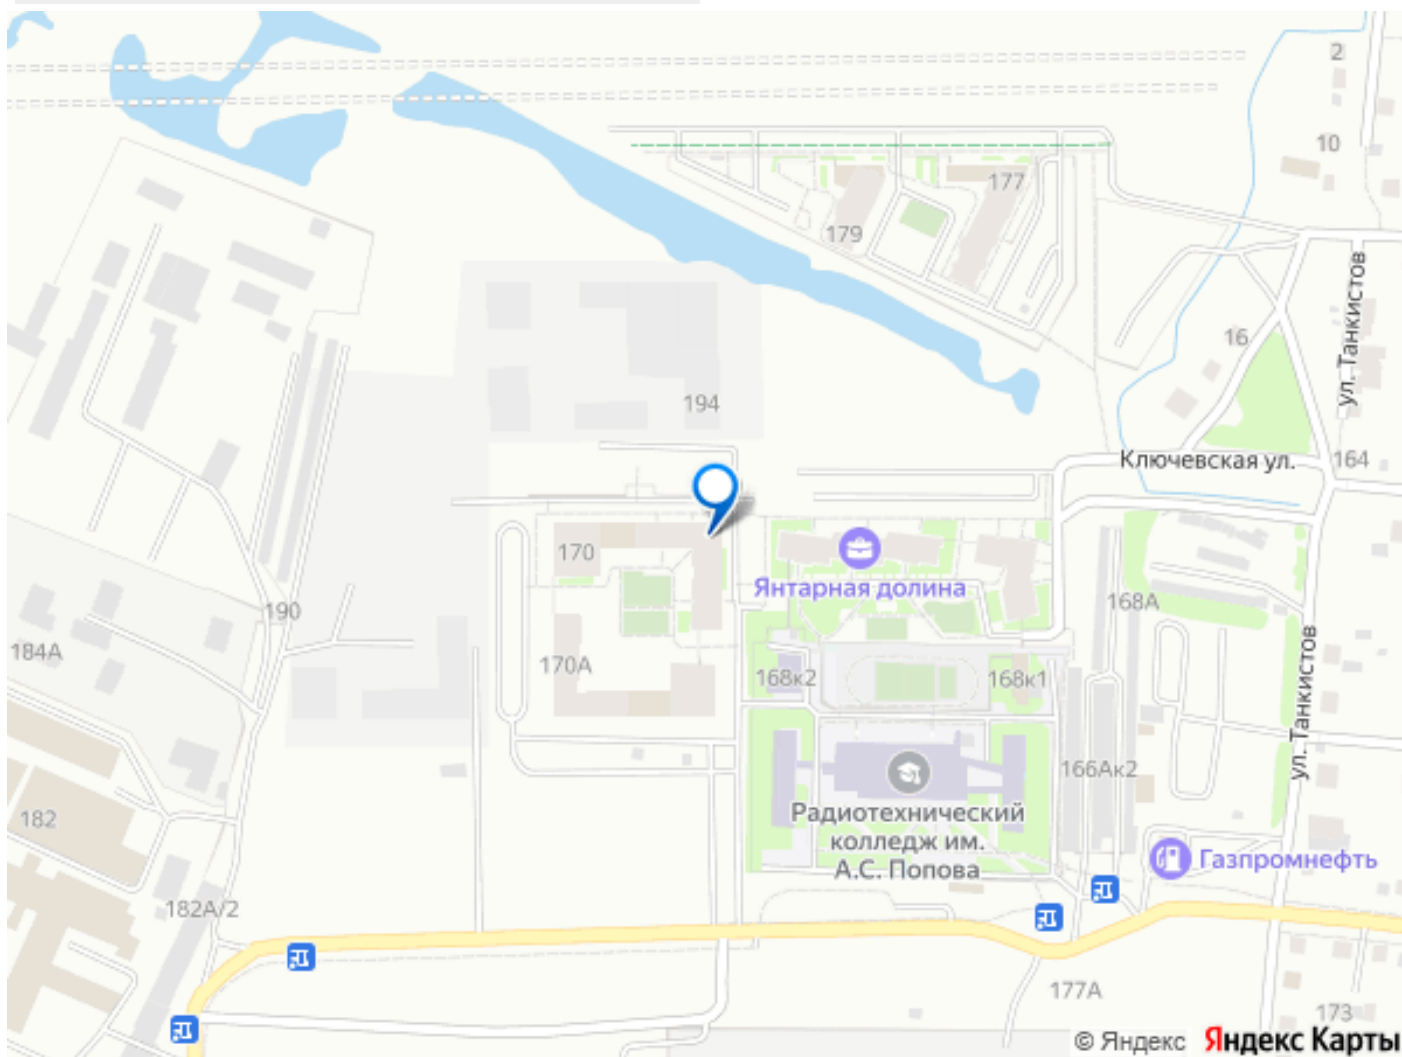 2
10
177
179
ул. Танкистов
16
194
Ключевская ул.
164
170
Янтарная долина
168А
190
184А
170А
168к2
168к1
ул. Танкистов
166Ак2
182
Радиотехнический
колледж им.
А.С. Попова
Газпромнефть
182А/2
177А
173
© Яндекс Яндекс Карты